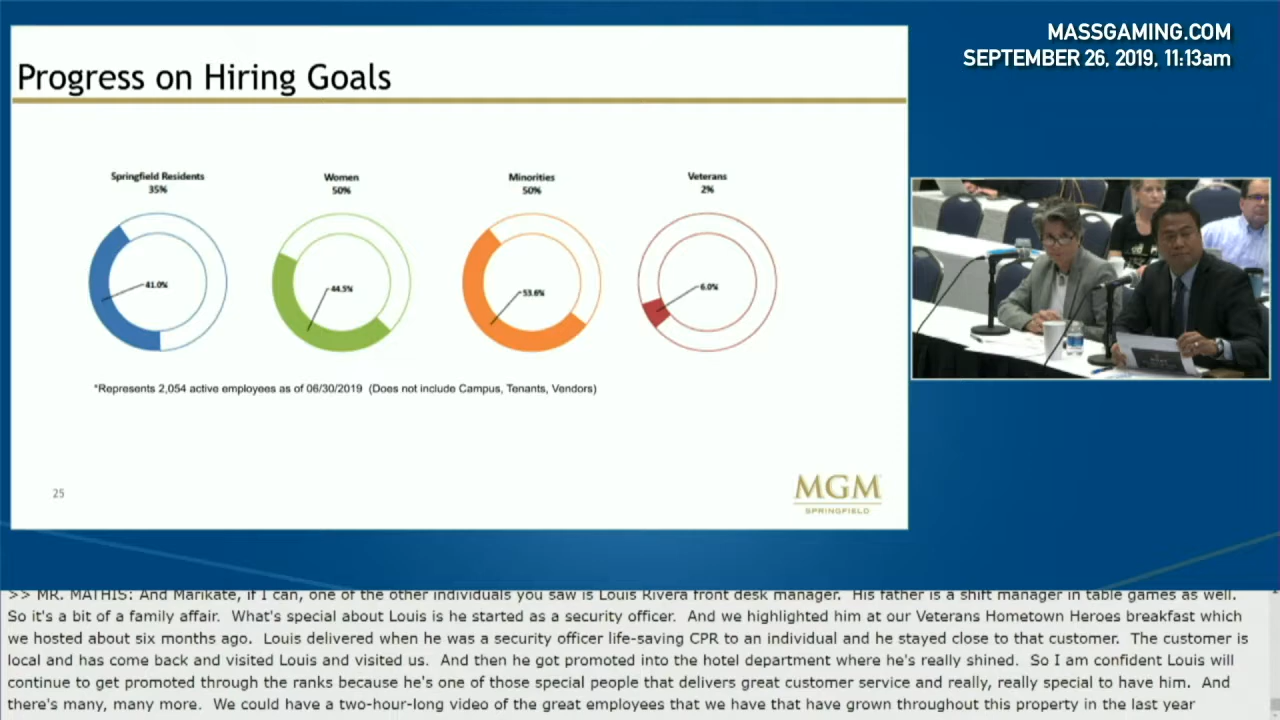 MASSGAMING.COM
SEPTEMBER 26, 2019, 11:13am
Progress on Hiring Goals
Springfield Residents
35%
41.0%
Women
50%
44.5%
Minorities
50%
53.6%
Veterans
2%
6.0%
*Represents 2,054 active employees as of 06/30/2019 (Does not include Campus, Tenants, Vendors)
25
MGM
SPRINGFIELD
>> MR. MATHIS: And Marikate, if I can, one of the other individuals you saw is Louis Rivera front desk manager. His father is a shift manager in table games as well.
So it's a bit of a family affair. What's special about Louis is he started as a security officer. And we highlighted him at our Veterans Hometown Heroes breakfast which
we hosted about six months ago. Louis delivered when he was a security officer life-saving CPR to an individual and he stayed close to that customer. The customer is
local and has come back and visited Louis and visited us. And then he got promoted into the hotel department where he's really shined. So I am confident Louis will
continue to get promoted through the ranks because he's one of those special people that delivers great customer service and really, really special to have him. And
there's many, many more. We could have a two-hour-long video of the great employees that we have that have grown throughout this property in the last year